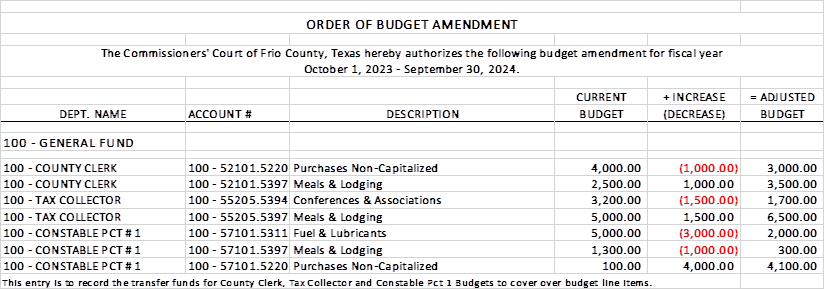 ORDER OF BUDGET AMENDMENT
The Commissioners' Court of Frio County, Texas hereby authorizes the following budget amendment for fiscal year
October 1, 2023 - September 30, 2024.
CURRENT + INCREASE = ADJUSTED
DEPT. NAME ACCOUNT # DESCRIPTION BUDGET (DECREASE) BUDGET
100 - GENERAL FUND
100 - COUNTY CLERK 100 - 52101.5220 Purchases Non-Capitalized 4,000.00 (1,000.00) 3,000.00
100 - COUNTY CLERK 100 - 52101.5397 Meals & Lodging 2,500.00 1,000.00 3,500.00
100 - TAX COLLECTOR 100 - 55205.5394 Conferences & Associations 3,200.00 (1,500.00) 1,700.00
100 - TAX COLLECTOR 100 - 55205.5397 Meals & Lodging 5,000.00 1,500.00 6,500.00
100 - CONSTABLE PCT # 1 100 - 57101.5311 Fuel & Lubricants 5,000.00 (3,000.00) 2,000.00
100 - CONSTABLE PCT # 1 100 - 57101.5397 Meals & Lodging 1,300.00 (1,000.00) 300.00
100 - CONSTABLE PCT # 1 100 - 57101.5220 Purchases Non-Capitalized 100.00 4,000.00 4,100.00
This entry is to record the transfer funds for County Clerk, Tax Collector and Constable Pct 1 Budgets to cover over budget line items.